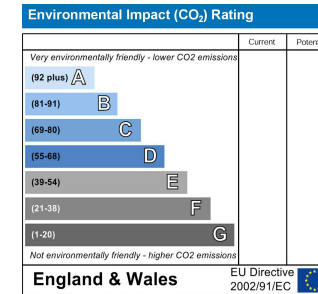 Environmental Impact (CO₂) Rating
Current Poten
Very environmentally friendly - lower CO2 emissions
(92 plus) A
(81-91) B
(69-80) C
(55-68) D
(39-54) E
(21-38) F
(1-20) G
Not environmentally friendly - higher CO2 emissions
England & Wales
EU Directive
2002/91/EC